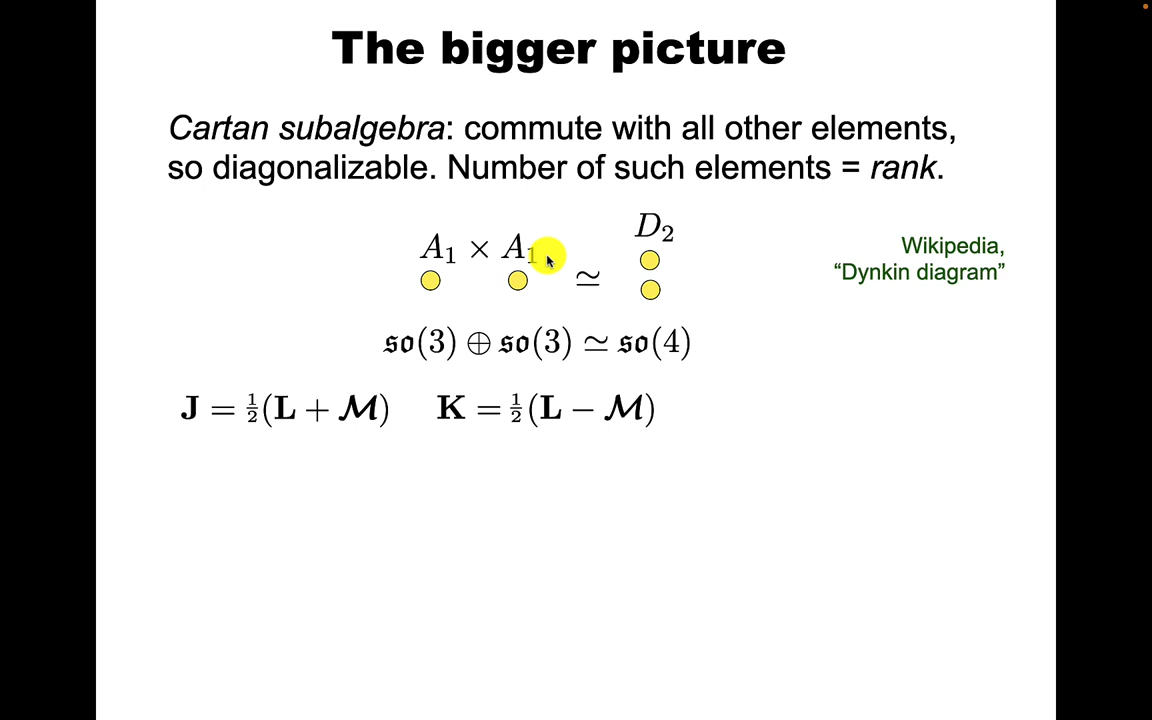 The bigger picture
Cartan subalgebra: commute with all other elements,
so diagonalizable. Number of such elements = rank.
A₁ × A₁ ≃ D₂
Wikipedia,
“Dynkin diagram”
𝔰𝔬(3) ⊕ 𝔰𝔬(3) ≃ 𝔰𝔬(4)
𝐉 = ½(𝐋 + 𝓜) 𝐊 = ½(𝐋 − 𝓜)